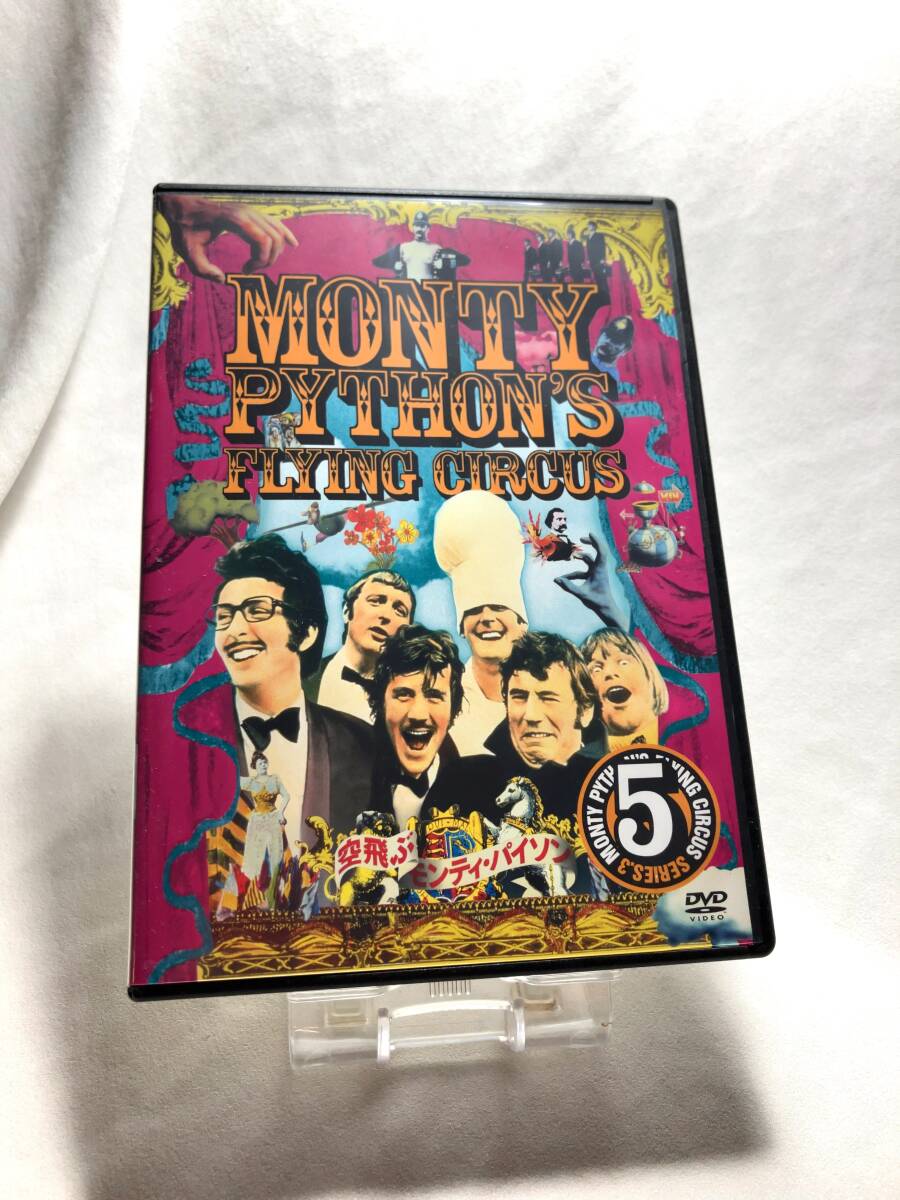 MONTY
PYTHON'S
FLYING CIRCUS
空飛ぶ
モンティ・パイソン
MONTY PYTHON'S FLYING CIRCUS
5
SERIES.3
DVD
VIDEO